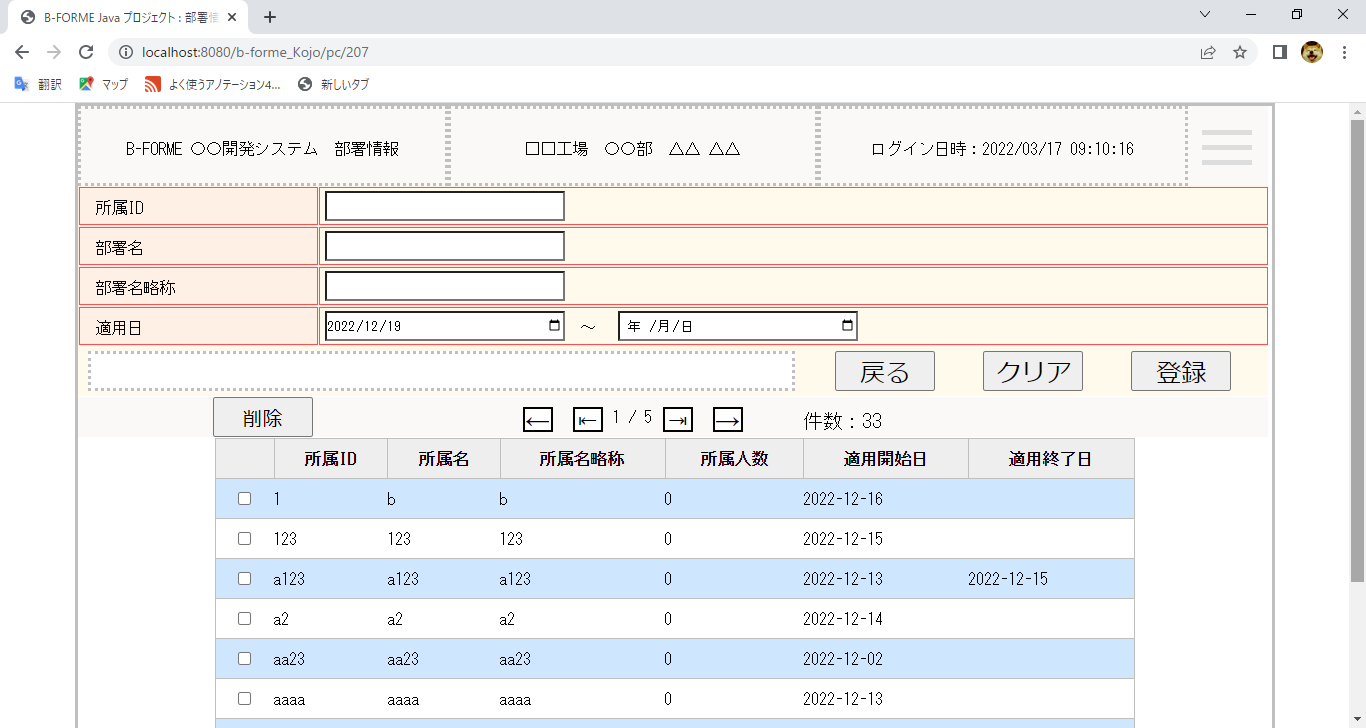 B-FORME Java プロジェクト : 部署情
localhost:8080/b-forme_Kojo/pc/207
翻訳 マップ よく使うアノテーション4... 新しいタブ
B-FORME 〇〇開発システム 部署情報 □□工場 〇〇部 △△ △△ ログイン日時：2022/03/17 09:10:16
所属ID
部署名
部署名略称
適用日 2022/12/19 ～ 年 /月/日
戻る クリア 登録
削除 ← ⇤ 1 / 5 ⇥ → 件数：33
所属ID 所属名 所属名略称 所属人数 適用開始日 適用終了日
1 b b 0 2022-12-16
123 123 123 0 2022-12-15
a123 a123 a123 0 2022-12-13 2022-12-15
a2 a2 a2 0 2022-12-14
aa23 aa23 aa23 0 2022-12-02
aaaa aaaa aaaa 0 2022-12-13